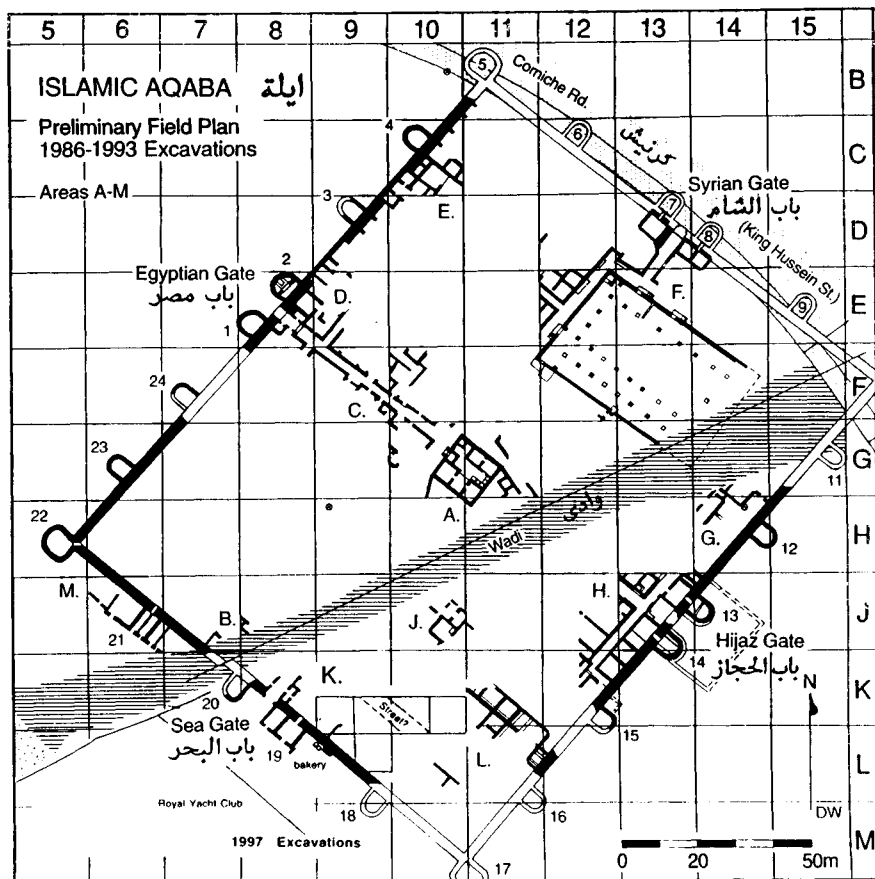 5 6 7 8 9 10 11 12 13 14 15
ISLAMIC AQABA ايلة
Preliminary Field Plan
1986-1993 Excavations
Areas A-M
B
C
D
E
F
G
H
J
K
L
M
5
Corniche Rd.
كرنيش
6
4
3
E.
Syrian Gate
باب الشام
(King Hussein St.)
7
8
9
Egyptian Gate
باب مصر
2
1
D.
F.
24
C.
23
11
A.
22
Wadi
وادي
G.
12
M.
21
B.
J.
H.
13
Hijaz Gate
باب الحجاز
14
N
K.
20
Sea Gate
باب البحر
Street?
15
19
bakery
L.
Royal Yacht Club
18
16
DW
1997 Excavations
17
0 20 50m